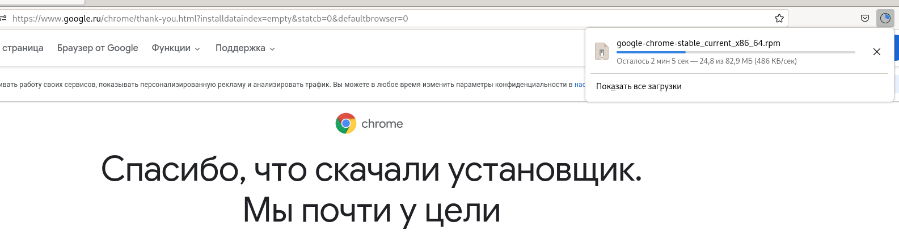 https://www.google.ru/chrome/thank-you.html?installdataindex=empty&statcb=0&defaultbrowser=0
страница Браузер от Google Функции Поддержка
google-chrome-stable_current_x86_64.rpm
Осталось 2 мин 5 сек — 24,8 из 82,9 МБ (486 КБ/сек)
Показать все загрузки
работу своих сервисов, показывать персонализированную рекламу и анализировать трафик. Вы можете в любое время изменить параметры конфиденциальности в
chrome
Спасибо, что скачали установщик.
Мы почти у цели